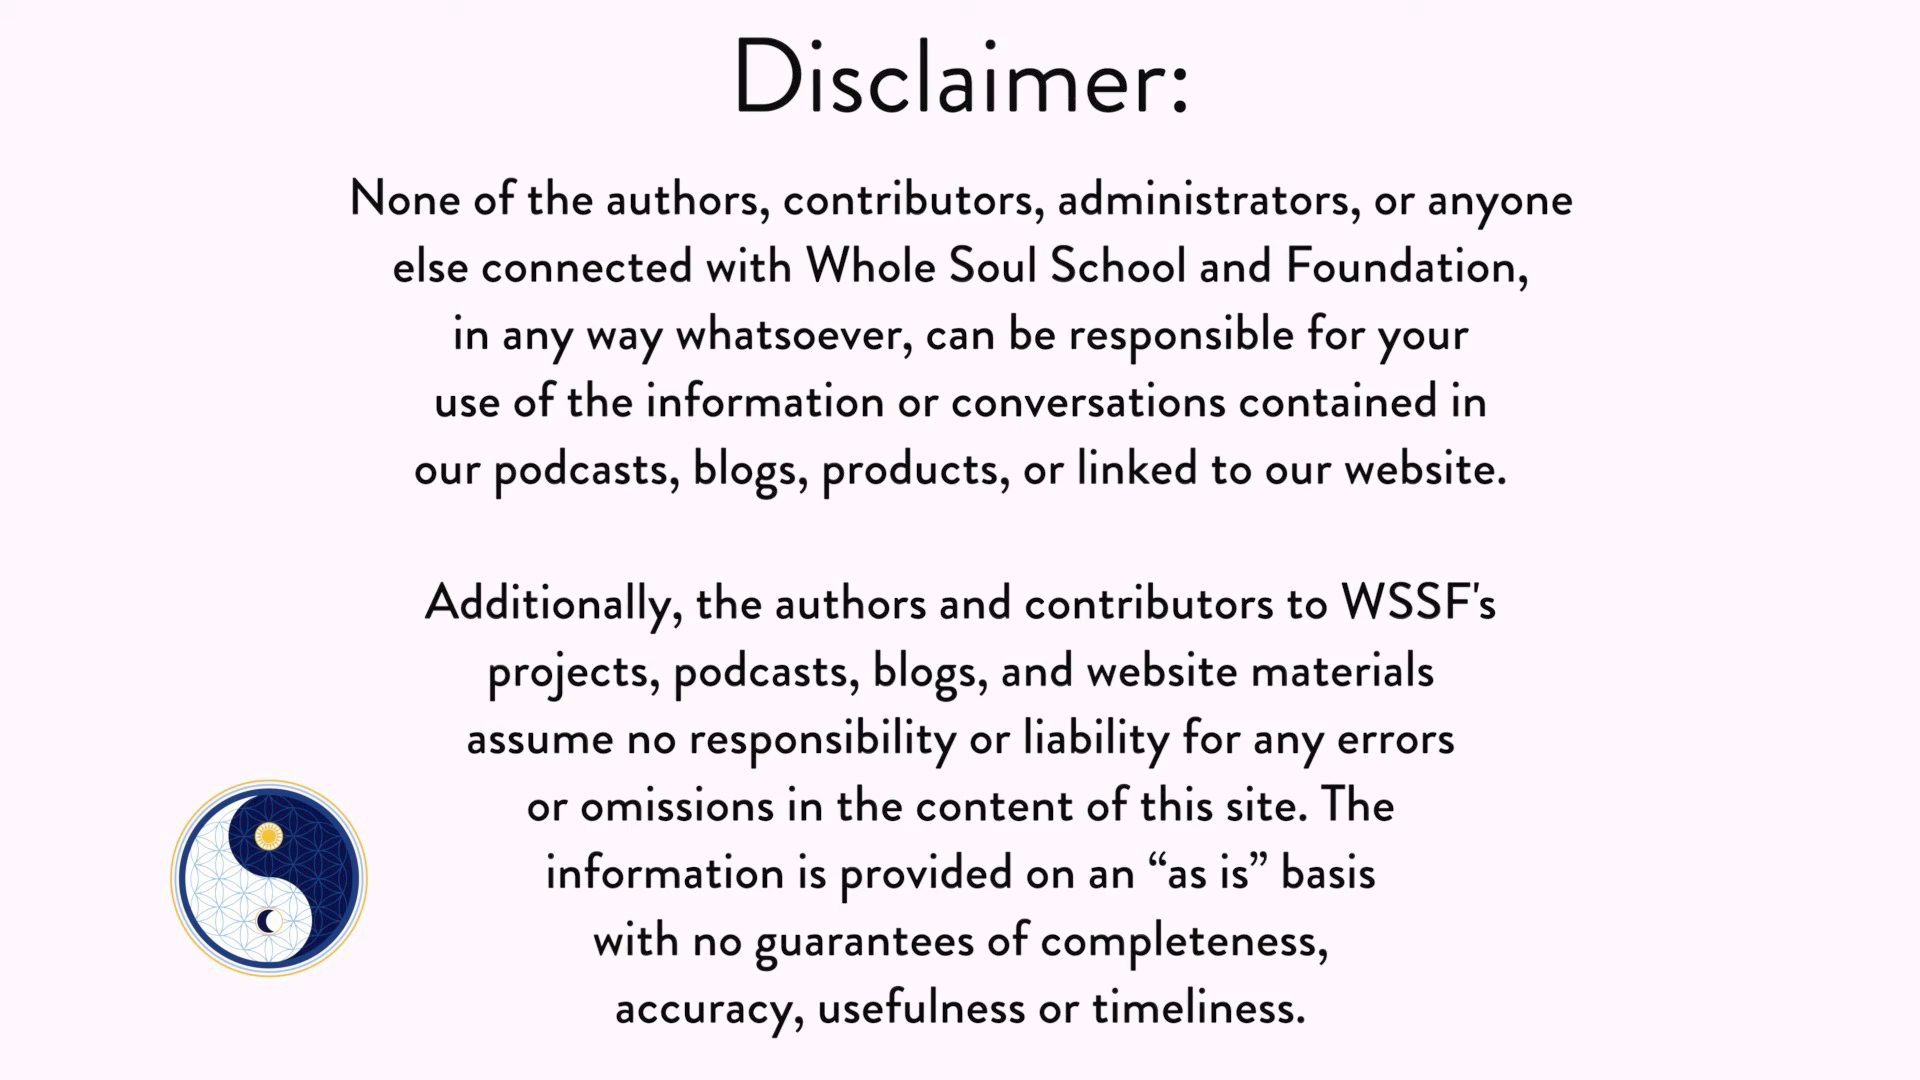 Disclaimer:
None of the authors, contributors, administrators, or anyone
else connected with Whole Soul School and Foundation,
in any way whatsoever, can be responsible for your
use of the information or conversations contained in
our podcasts, blogs, products, or linked to our website.
Additionally, the authors and contributors to WSSF's
projects, podcasts, blogs, and website materials
assume no responsibility or liability for any errors
or omissions in the content of this site. The
information is provided on an “as is” basis
with no guarantees of completeness,
accuracy, usefulness or timeliness.